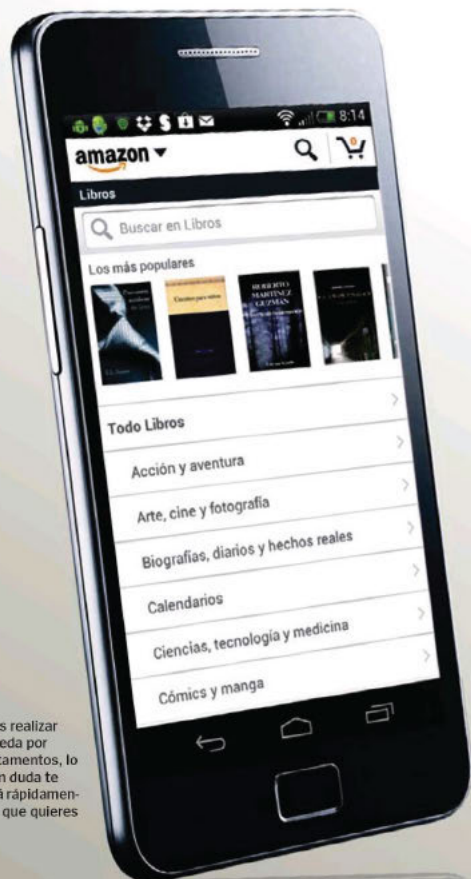 8:14
amazon
0
Libros
Buscar en Libros
Los más populares
ROBERTO
MARTÍNEZ
GUZMÁN
Todo Libros
Acción y aventura
Arte, cine y fotografía
Biografías, diarios y hechos reales
Calendarios
Ciencias, tecnología y medicina
Cómics y manga
s realizar
eda por
tamentos, lo
n duda te
á rápidamen-
que quieres